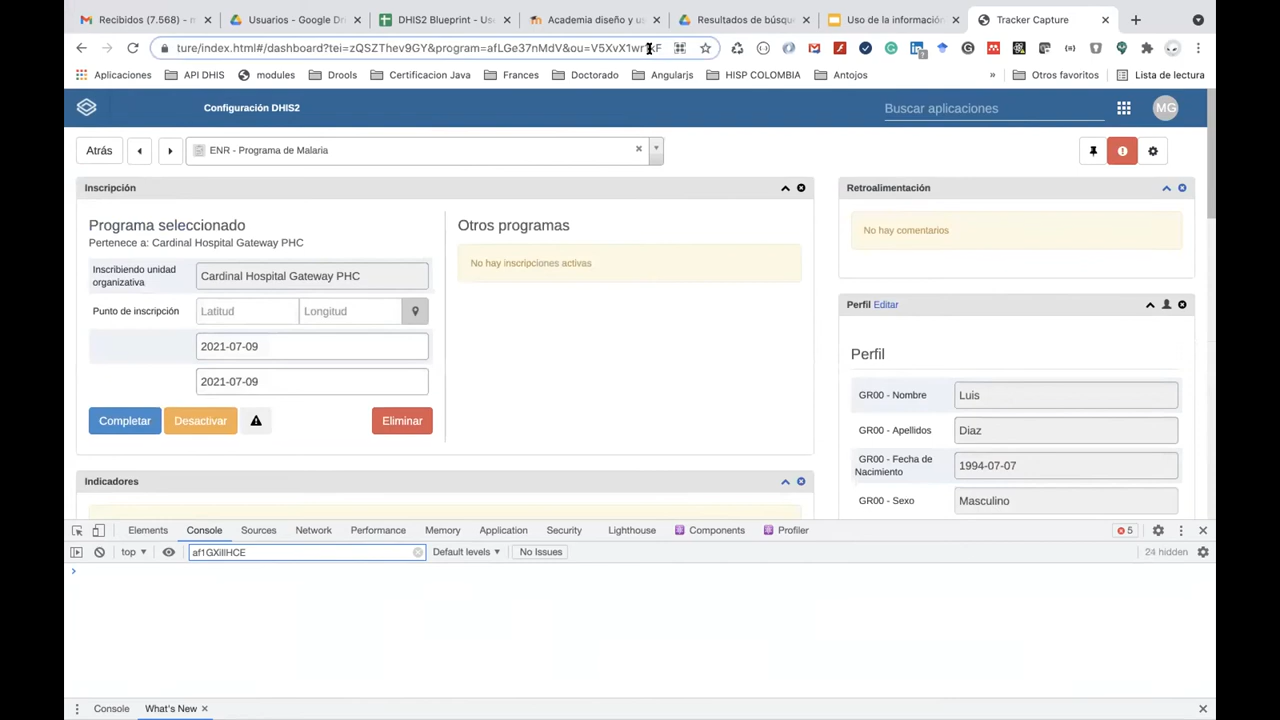 Recibidos (7.568) - m
Usuarios - Google Dri
DHIS2 Blueprint - Use
Academia diseño y us
Resultados de búsqu
Uso de la información
Tracker Capture
ture/index.html#/dashboard?tei=zQSZThev9GY&program=afLGe37nMdV&ou=V5XvX1wr
Aplicaciones
API DHIS
modules
Drools
Certificacion Java
Frances
Doctorado
Angularjs
HISP COLOMBIA
Antojos
»
Otros favoritos
Lista de lectura
Configuración DHIS2
Buscar aplicaciones
MG
Atrás
ENR - Programa de Malaria
Inscripción
Programa seleccionado
Pertenece a: Cardinal Hospital Gateway PHC
Inscribiendo unidad
organizativa
Cardinal Hospital Gateway PHC
Punto de inscripción
Latitud
Longitud
2021-07-09
2021-07-09
Completar
Desactivar
Eliminar
Otros programas
No hay inscripciones activas
Indicadores
Retroalimentación
No hay comentarios
Perfil Editar
Perfil
GR00 - Nombre
Luis
GR00 - Apellidos
Diaz
GR00 - Fecha de
Nacimiento
1994-07-07
GR00 - Sexo
Masculino
Elements
Console
Sources
Network
Performance
Memory
Application
Security
Lighthouse
Components
Profiler
5
top
Default levels
No Issues
24 hidden
Console
What's New